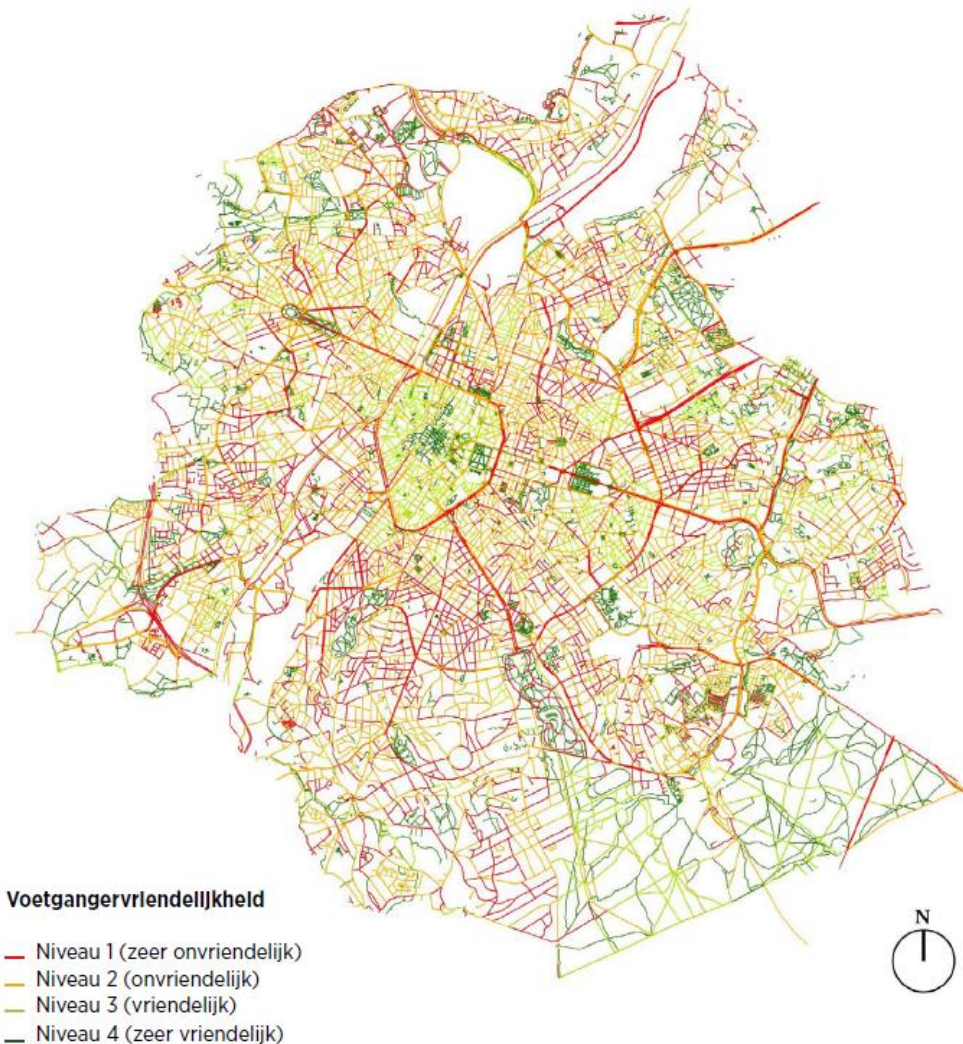 N
Voetgangervriendelijkheid
Niveau 1 (zeer onvriendelijk)
Niveau 2 (onvriendelijk)
Niveau 3 (vriendelijk)
Niveau 4 (zeer vriendelijk)